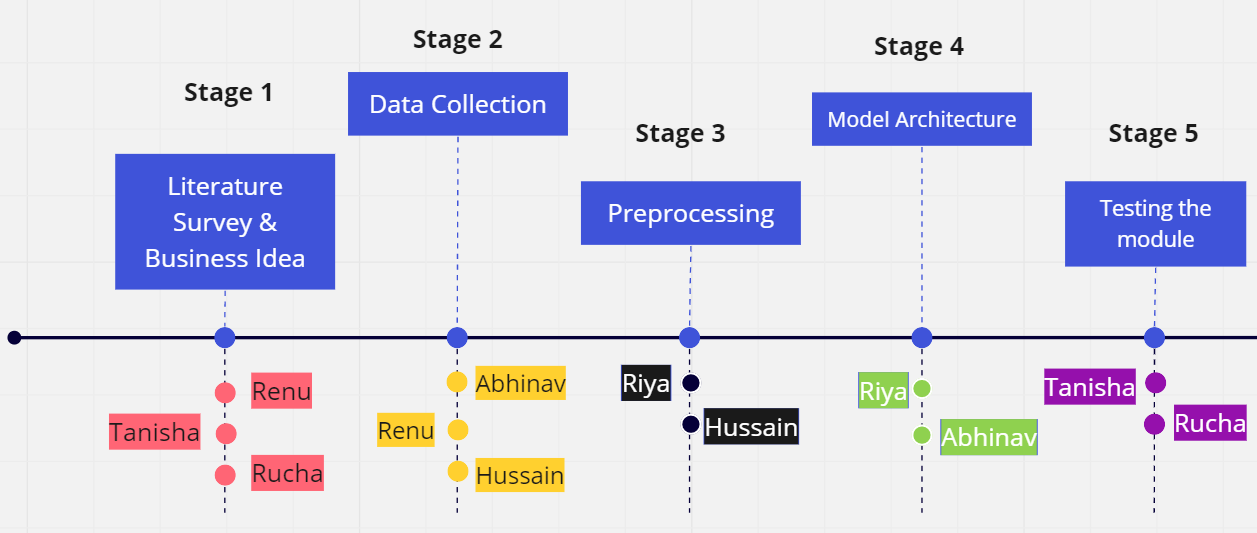 Stage 1
Literature
Survey &
Business Idea
Renu
Tanisha
Rucha
Stage 2
Data Collection
Abhinav
Renu
Hussain
Stage 3
Preprocessing
Riya
Hussain
Stage 4
Model Architecture
Riya
Abhinav
Stage 5
Testing the
module
Tanisha
Rucha